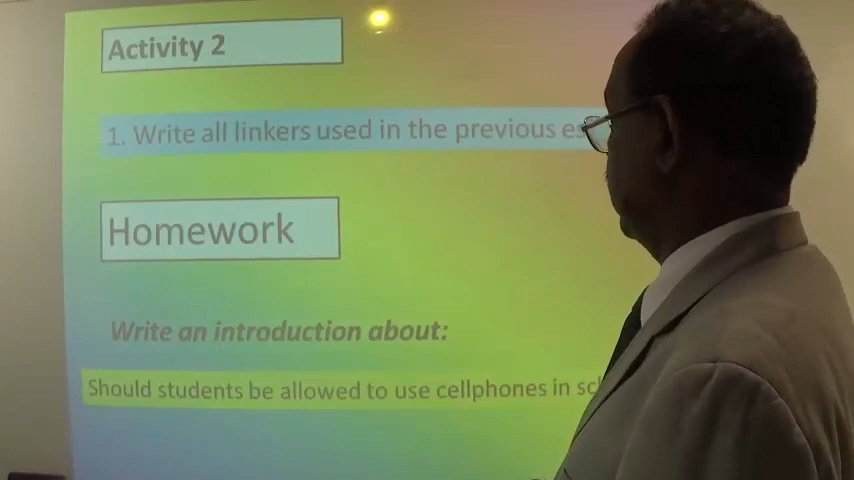 Activity 2
1. Write all linkers used in the previous
Homework
Write an introduction about:
Should students be allowed to use cellphones in